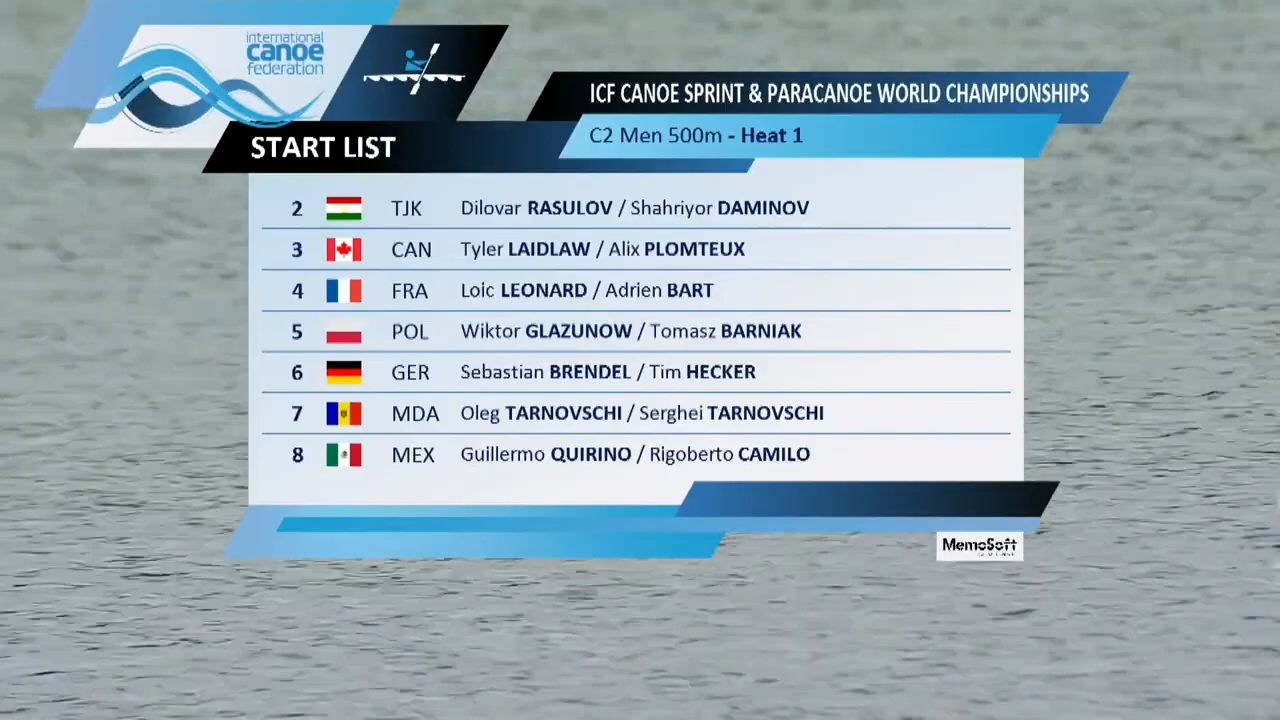 international
canoe
federation
ICF CANOE SPRINT & PARACANOE WORLD CHAMPIONSHIPS
C2 Men 500m - Heat 1
START LIST
2 TJK Dilovar RASULOV / Shahriyor DAMINOV
3 CAN Tyler LAIDLAW / Alix PLOMTEUX
4 FRA Loic LEONARD / Adrien BART
5 POL Wiktor GLAZUNOW / Tomasz BARNIAK
6 GER Sebastian BRENDEL / Tim HECKER
7 MDA Oleg TARNOVSCHI / Serghei TARNOVSCHI
8 MEX Guillermo QUIRINO / Rigoberto CAMILO
MemoSoft